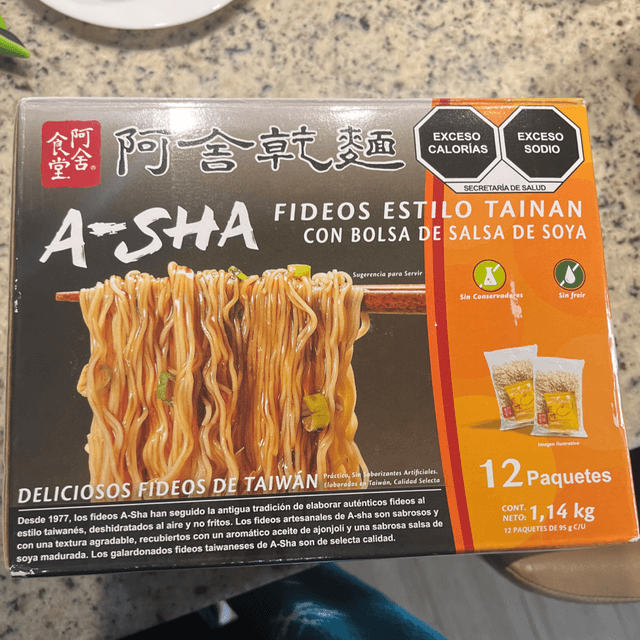 阿舍食堂®
阿舍乾麵
EXCESO CALORÍAS
EXCESO SODIO
SECRETARÍA DE SALUD
A-SHA
FIDEOS ESTILO TAINAN
CON BOLSA DE SALSA DE SOYA
Sugerencia para Servir
Sin Conservadores
Sin freir
Imagen Ilustrativa
12 Paquetes
CONT. NETO: 1,14 kg
12 PAQUETES DE 95 g C/U
DELICIOSOS FIDEOS DE TAIWÁN
Práctico, Sin Saborizantes Artificiales.
Elaborados en Taiwán, Calidad Selecta
Desde 1977, los fideos A-Sha han seguido la antigua tradición de elaborar auténticos fideos al
estilo taiwanés, deshidratados al aire y no fritos. Los fideos artesanales de A-sha son sabrosos y
con una textura agradable, recubiertos con un aromático aceite de ajonjolí y una sabrosa salsa de
soya madurada. Los galardonados fideos taiwaneses de A-Sha son de selecta calidad.